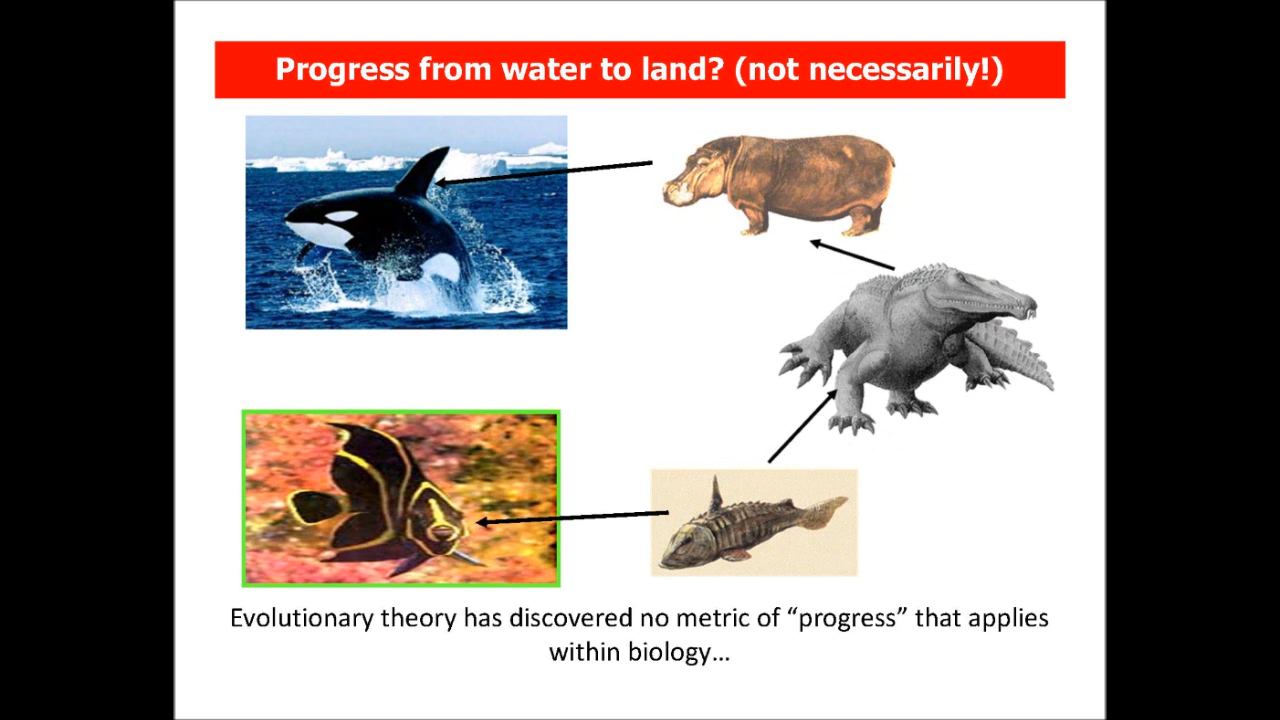 Progress from water to land? (not necessarily!)
Evolutionary theory has discovered no metric of “progress” that applies
within biology…